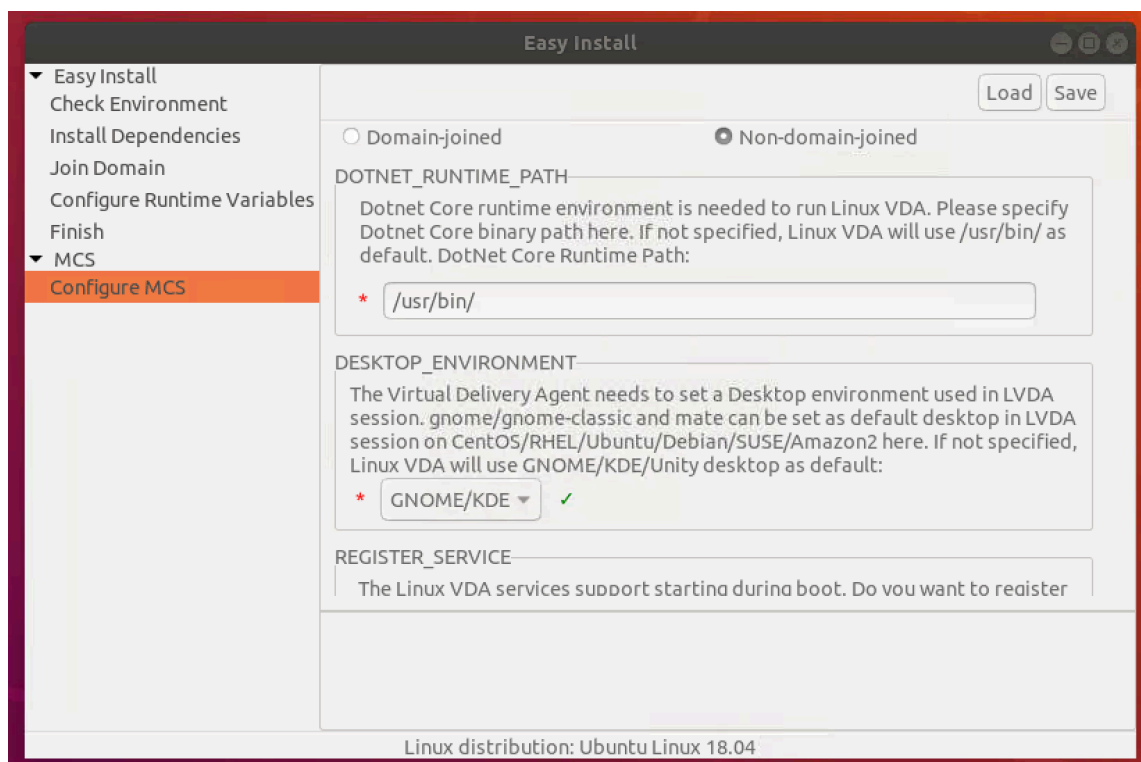 Easy Install
Easy Install
Check Environment
Install Dependencies
Join Domain
Configure Runtime Variables
Finish
MCS
Configure MCS
Load Save
Domain-joined Non-domain-joined
DOTNET_RUNTIME_PATH
Dotnet Core runtime environment is needed to run Linux VDA. Please specify
Dotnet Core binary path here. If not specified, Linux VDA will use /usr/bin/ as
default. DotNet Core Runtime Path:
* /usr/bin/
DESKTOP_ENVIRONMENT
The Virtual Delivery Agent needs to set a Desktop environment used in LVDA
session. gnome/gnome-classic and mate can be set as default desktop in LVDA
session on CentOS/RHEL/Ubuntu/Debian/SUSE/Amazon2 here. If not specified,
Linux VDA will use GNOME/KDE/Unity desktop as default:
* GNOME/KDE ✓
REGISTER_SERVICE
The Linux VDA services support starting during boot. Do you want to register
Linux distribution: Ubuntu Linux 18.04